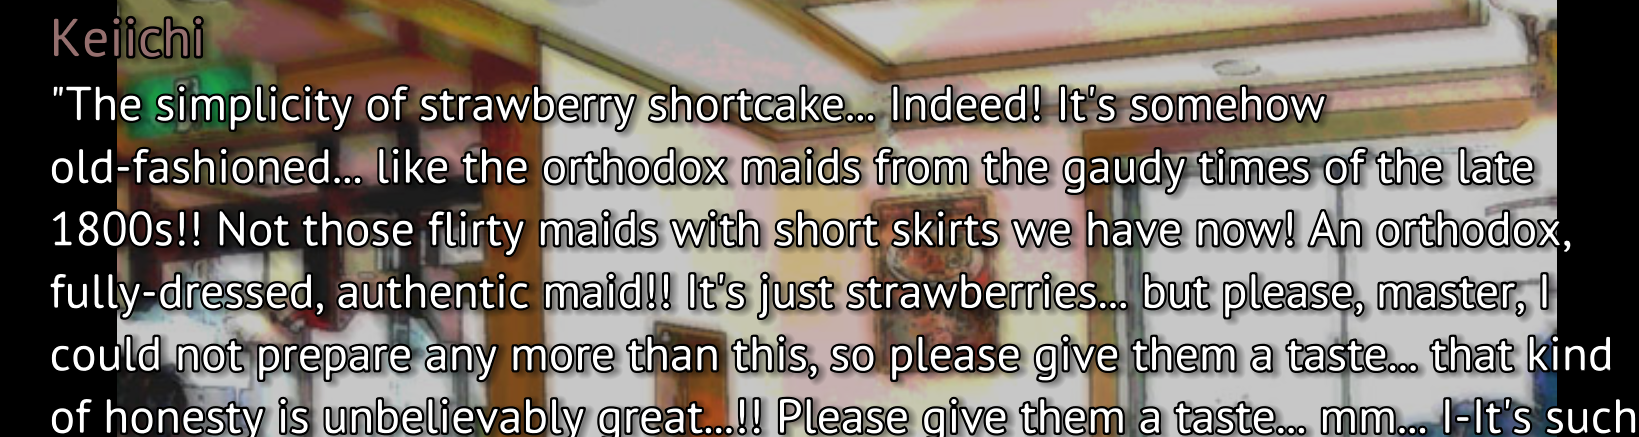 Keiichi
"The simplicity of strawberry shortcake... Indeed! It's somehow
old-fashioned... like the orthodox maids from the gaudy times of the late
1800s!! Not those flirty maids with short skirts we have now! An orthodox,
fully-dressed, authentic maid!! It's just strawberries... but please, master, I
could not prepare any more than this, so please give them a taste... that kind
of honesty is unbelievably great...!! Please give them a taste... mm... I-It's such